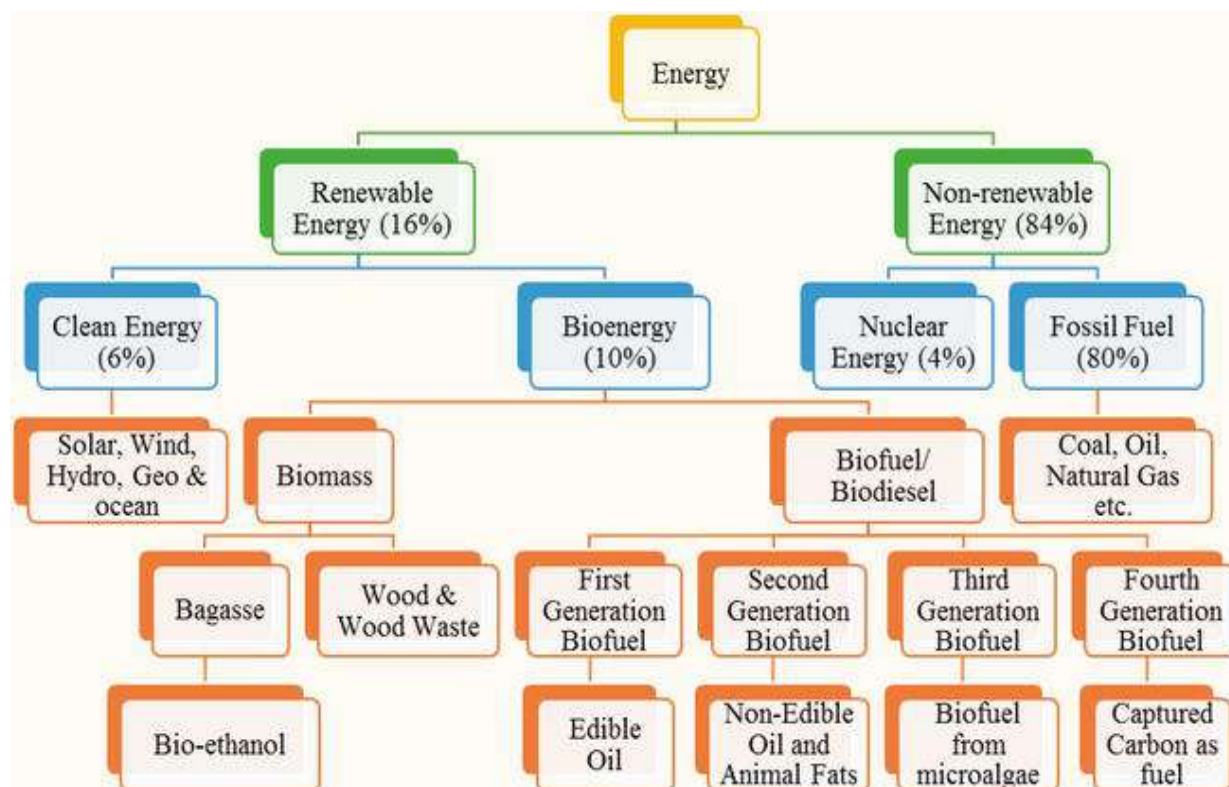 Energy
Renewable
Energy (16%)
Non-renewable
Energy (84%)
Clean Energy
(6%)
Bioenergy
(10%)
Nuclear
Energy (4%)
Fossil Fuel
(80%)
Solar, Wind,
Hydro, Geo &
ocean
Biomass
Biofuel/
Biodiesel
Coal, Oil,
Natural Gas
etc.
Bagasse
Wood &
Wood Waste
First
Generation
Biofuel
Second
Generation
Biofuel
Third
Generation
Biofuel
Fourth
Generation
Biofuel
Bio-ethanol
Edible
Oil
Non-Edible
Oil and
Animal Fats
Biofuel
from
microalgae
Captured
Carbon as
fuel